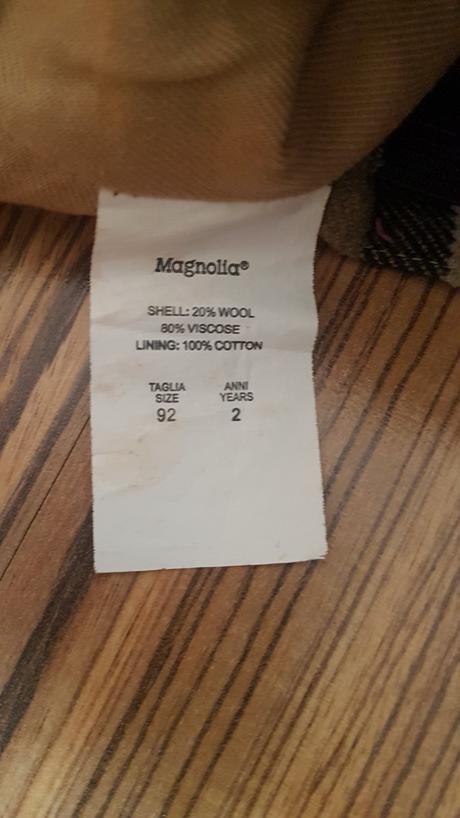 Magnolia®
SHELL: 20% WOOL
80% VISCOSE
LINING: 100% COTTON
TAGLIA ANNI
SIZE YEARS
92 2